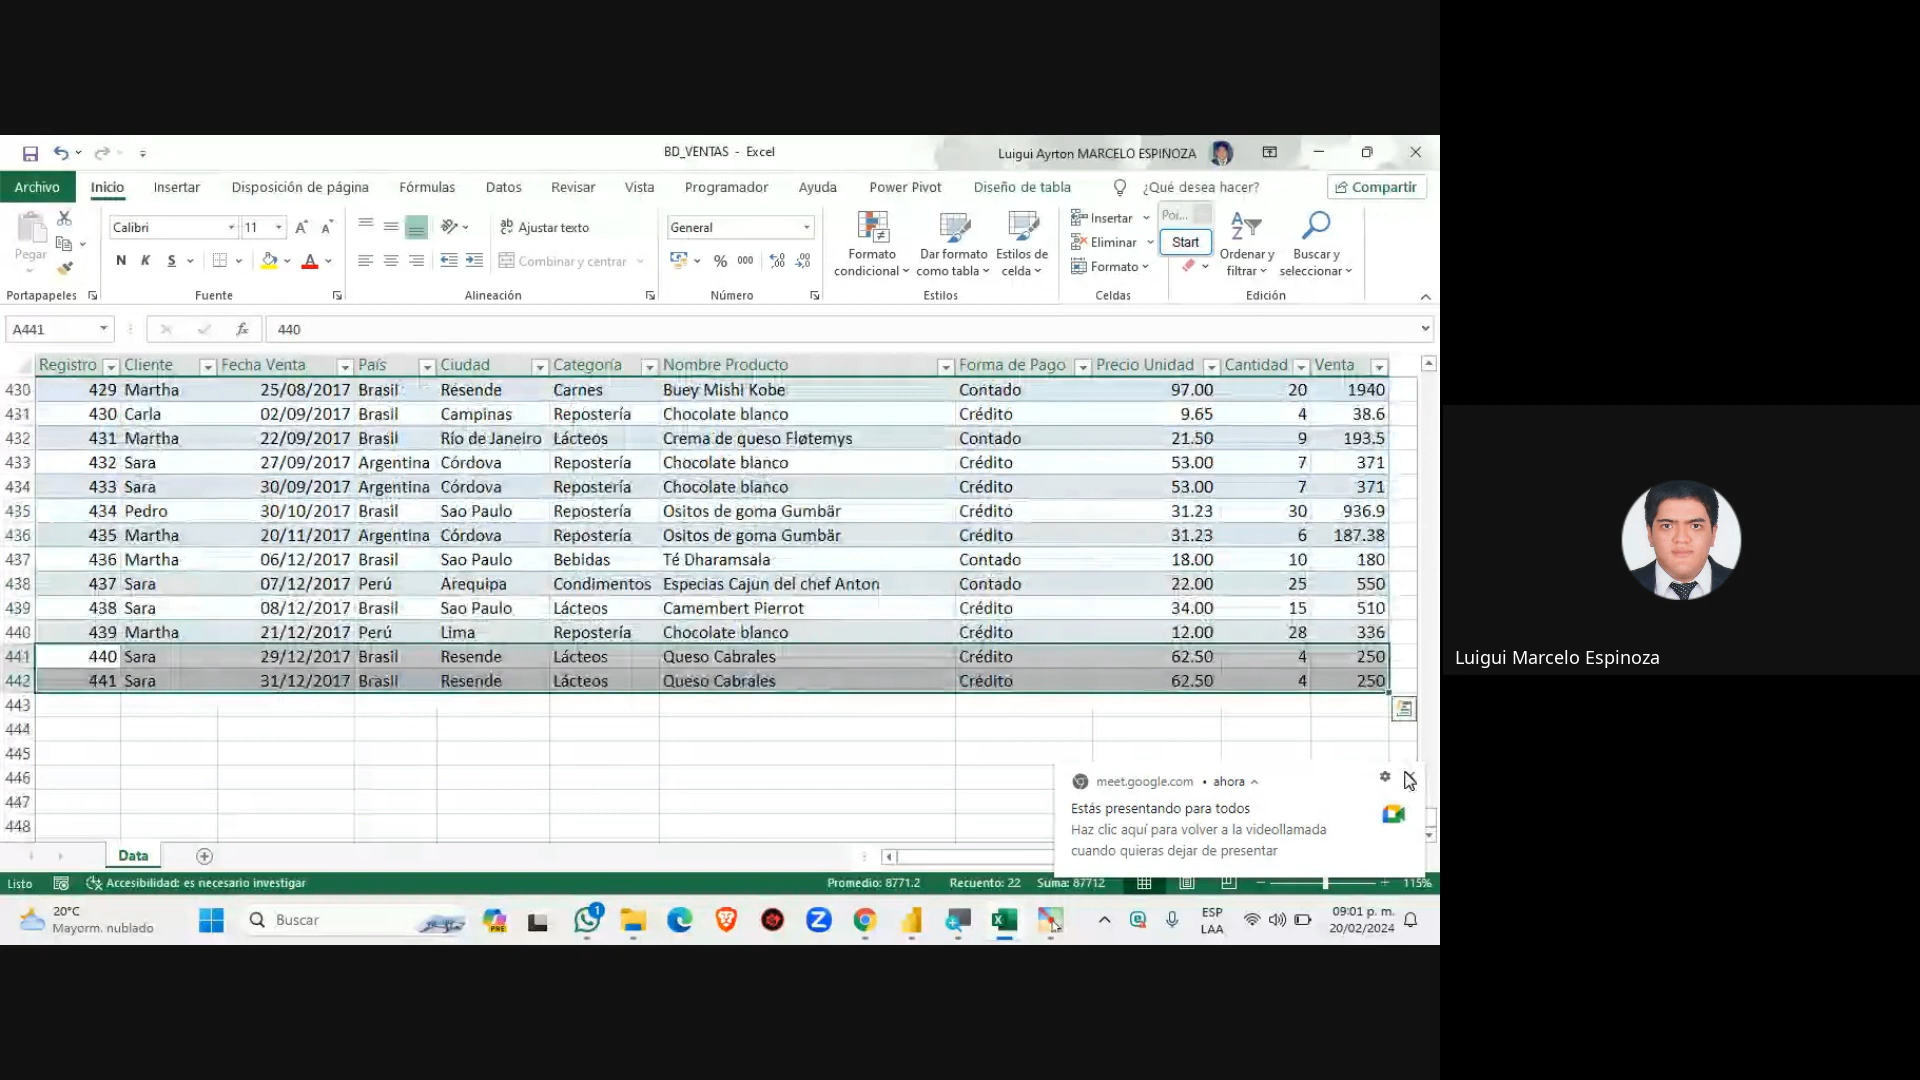 BD_VENTAS - Excel
Luigui Ayrton MARCELO ESPINOZA
Archivo Inicio Insertar Disposición de página Fórmulas Datos Revisar Vista Programador Ayuda Power Pivot Diseño de tabla ¿Qué desea hacer? Compartir
Pegar
Calibri 11
N K S
Ajustar texto
Combinar y centrar
General
% 000
Formato condicional
Dar formato como tabla
Estilos de celda
Insertar
Eliminar
Formato
Poi...
Start
Ordenar y filtrar
Buscar y seleccionar
Portapapeles Fuente Alineación Número Estilos Celdas Edición
A441 fx 440
Registro Cliente Fecha Venta País Ciudad Categoría Nombre Producto Forma de Pago Precio Unidad Cantidad Venta
430 429 Martha 25/08/2017 Brasil Resende Carnes Buey Mishi Kobe Contado 97.00 20 1940
431 430 Carla 02/09/2017 Brasil Campinas Repostería Chocolate blanco Crédito 9.65 4 38.6
432 431 Martha 22/09/2017 Brasil Río de Janeiro Lácteos Crema de queso Fløtemys Contado 21.50 9 193.5
433 432 Sara 27/09/2017 Argentina Córdova Repostería Chocolate blanco Crédito 53.00 7 371
434 433 Sara 30/09/2017 Argentina Córdova Repostería Chocolate blanco Crédito 53.00 7 371
435 434 Pedro 30/10/2017 Brasil Sao Paulo Repostería Ositos de goma Gumbär Crédito 31.23 30 936.9
436 435 Martha 20/11/2017 Argentina Córdova Repostería Ositos de goma Gumbär Crédito 31.23 6 187.38
437 436 Martha 06/12/2017 Brasil Sao Paulo Bebidas Té Dharamsala Contado 18.00 10 180
438 437 Sara 07/12/2017 Perú Arequipa Condimentos Especias Cajun del chef Anton Contado 22.00 25 550
439 438 Sara 08/12/2017 Brasil Sao Paulo Lácteos Camembert Pierrot Crédito 34.00 15 510
440 439 Martha 21/12/2017 Perú Lima Repostería Chocolate blanco Crédito 12.00 28 336
441 440 Sara 29/12/2017 Brasil Resende Lácteos Queso Cabrales Crédito 62.50 4 250
442 441 Sara 31/12/2017 Brasil Resende Lácteos Queso Cabrales Crédito 62.50 4 250
443
444
445
446
447
448
meet.google.com • ahora
Estás presentando para todos
Haz clic aquí para volver a la videollamada
cuando quieras dejar de presentar
Data
Listo Accesibilidad: es necesario investigar Promedio: 8771.2 Recuento: 22 Suma: 87712 115%
20°C
Mayorm. nublado
Buscar
PRE
1
ESP
LAA
09:01 p. m.
20/02/2024
Luigui Marcelo Espinoza